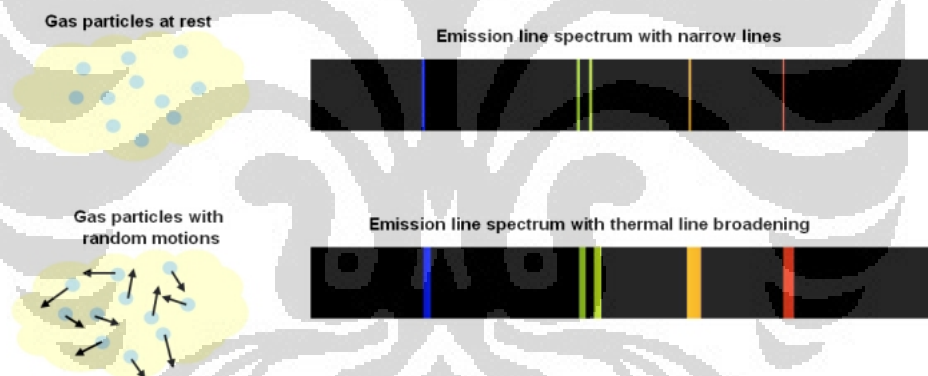 Gas particles at rest
Emission line spectrum with narrow lines
Gas particles with
random motions
Emission line spectrum with thermal line broadening